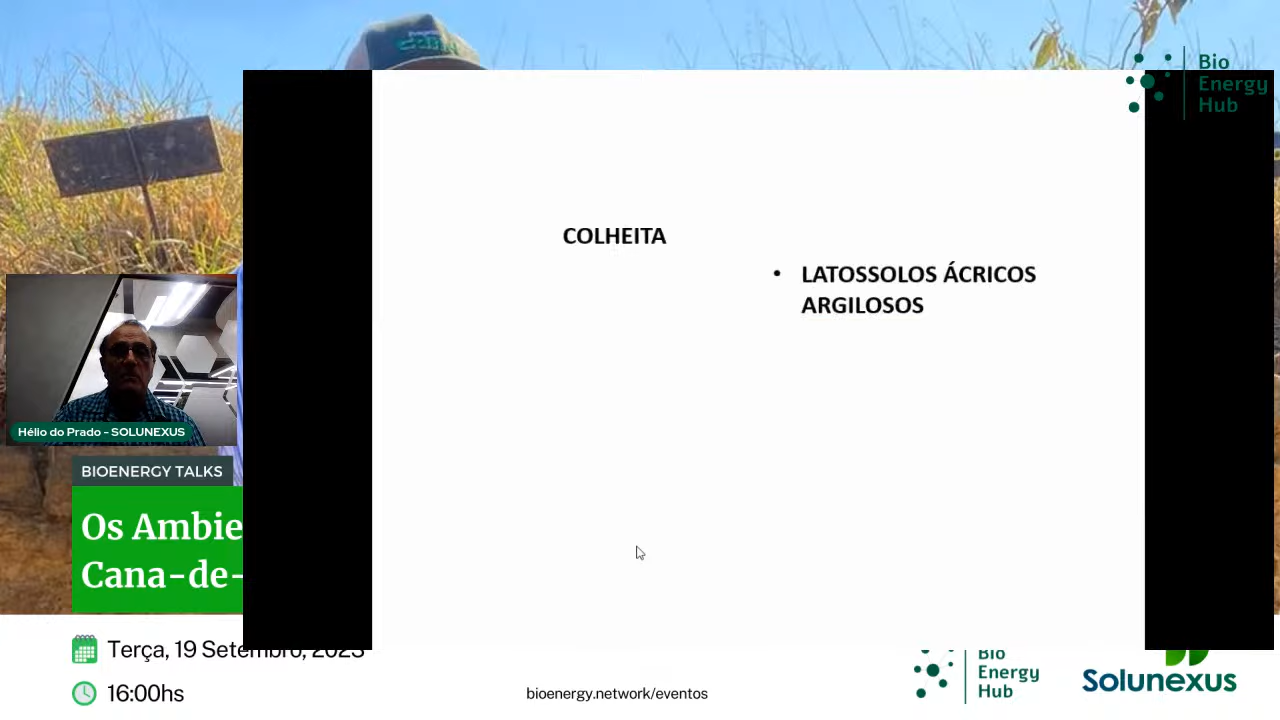 Bio
Energy
Hub
COLHEITA
• LATOSSOLOS ÁCRICOS
ARGILOSOS
Hélio do Prado - SOLUNEXUS
BIOENERGY TALKS
Os Ambie
Cana-de-
Terça, 19 Setembro, 2023
16:00hs
bioenergy.network/eventos
Bio
Energy
Hub
Solunexus